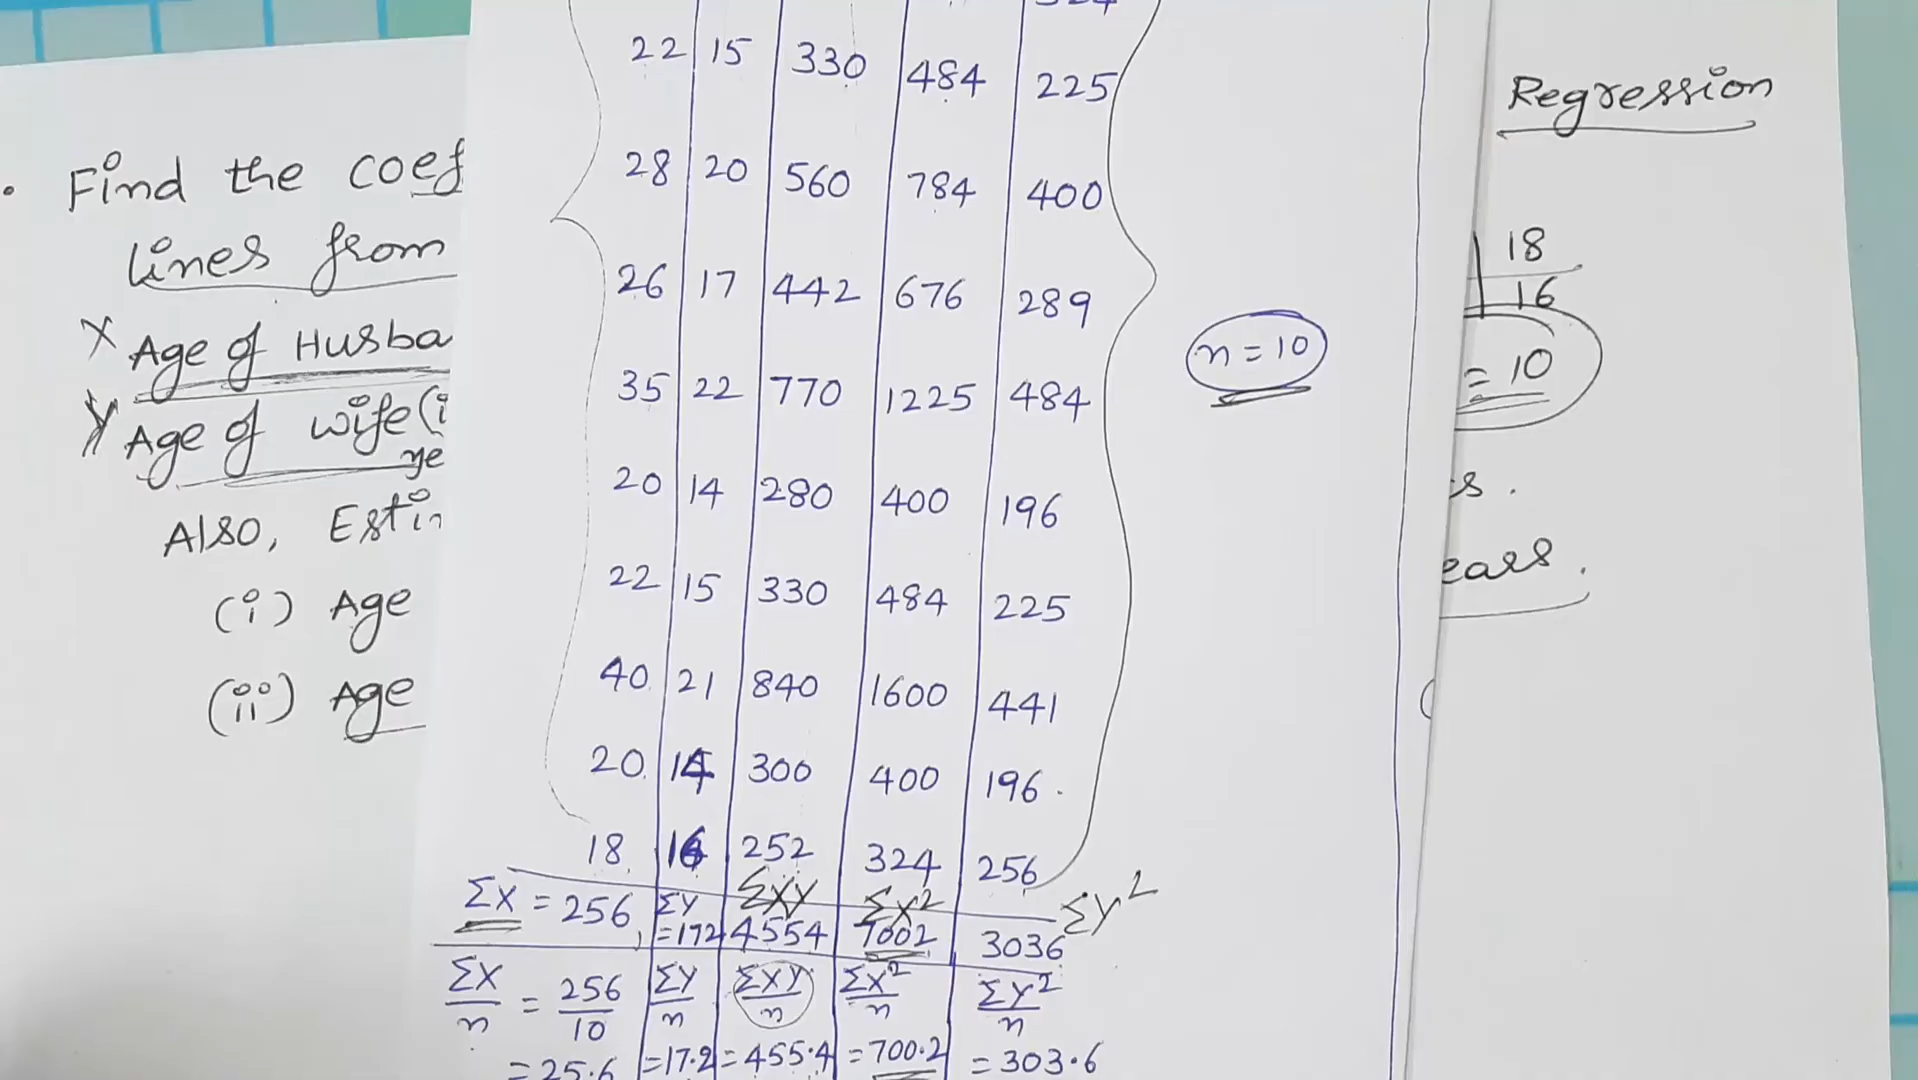 Regression
Find the coef
lines from
X Age of Husba
Y Age of wife (i
ye
Also, Estim
(i) Age
(ii) Age
324
22 15 330 484 225
28 20 560 784 400
26 17 442 676 289
35 22 770 1225 484
20 14 280 400 196
22 15 330 484 225
40 21 840 1600 441
20 14 300 400 196
18 16 252 324 256
ΣX = 256 ΣY = 172 ΣXY 4554 ΣX² 7002 3036 ΣY²
ΣX/n = 256/10 ΣY/n ΣXY/n ΣX²/n ΣY²/n
= 25.6 = 17.2 = 455.4 = 700.2 = 303.6
n = 10
18
16
= 10
s.
ears.